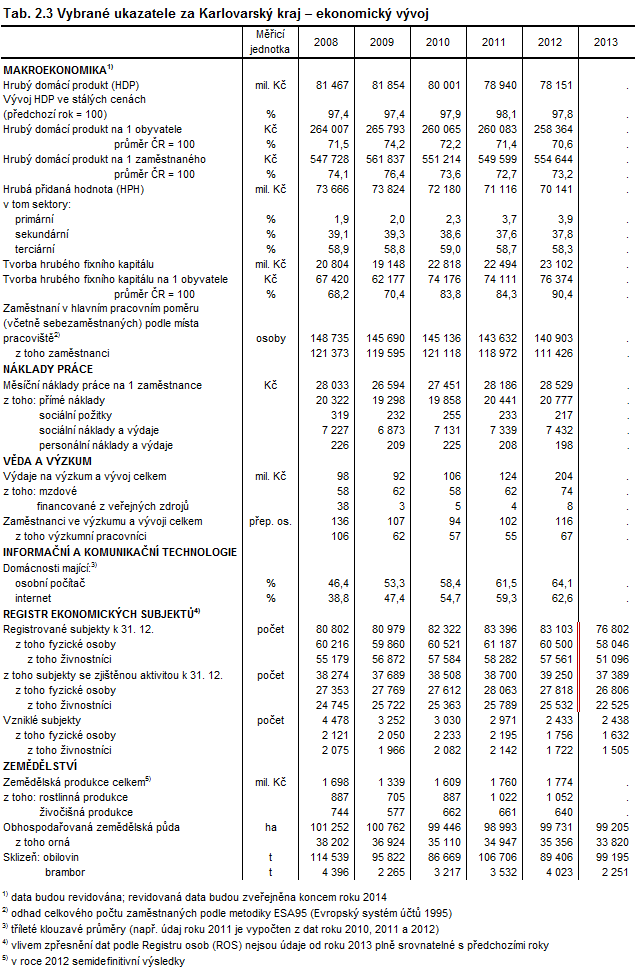 Tab. 2.3 Vybrané ukazatele za Karlovarský kraj – ekonomický vývoj
Měřicí jednotka 2008 2009 2010 2011 2012 2013
MAKROEKONOMIKA1)
Hrubý domácí produkt (HDP) mil. Kč 81 467 81 854 80 001 78 940 78 151 .
Vývoj HDP ve stálých cenách
(předchozí rok = 100) % 97,4 97,4 97,9 98,1 97,8 .
Hrubý domácí produkt na 1 obyvatele Kč 264 007 265 793 260 065 260 083 258 364 .
průměr ČR = 100 % 71,5 74,2 72,2 71,4 70,6 .
Hrubý domácí produkt na 1 zaměstnaného Kč 547 728 561 837 551 214 549 599 554 644 .
průměr ČR = 100 % 74,1 76,4 73,6 72,7 73,2 .
Hrubá přidaná hodnota (HPH) mil. Kč 73 666 73 824 72 180 71 116 70 141 .
v tom sektory:
primární % 1,9 2,0 2,3 3,7 3,9 .
sekundární % 39,1 39,3 38,6 37,6 37,8 .
terciární % 58,9 58,8 59,0 58,7 58,3 .
Tvorba hrubého fixního kapitálu mil. Kč 20 804 19 148 22 818 22 494 23 102 .
Tvorba hrubého fixního kapitálu na 1 obyvatele Kč 67 420 62 177 74 176 74 111 76 374 .
průměr ČR = 100 % 68,2 70,4 83,8 84,3 90,4 .
Zaměstnaní v hlavním pracovním poměru
(včetně sebezaměstnaných) podle místa
pracoviště2) osoby 148 735 145 690 145 136 143 632 140 903 .
z toho zaměstnanci 121 373 119 595 121 118 118 972 111 426 .
NÁKLADY PRÁCE
Měsíční náklady práce na 1 zaměstnance Kč 28 033 26 594 27 451 28 186 28 529 .
z toho: přímé náklady 20 322 19 298 19 858 20 441 20 777 .
sociální požitky 319 232 255 233 217 .
sociální náklady a výdaje 7 227 6 873 7 131 7 339 7 432 .
personální náklady a výdaje 226 209 225 208 198 .
VĚDA A VÝZKUM
Výdaje na výzkum a vývoj celkem mil. Kč 98 92 106 124 204 .
z toho: mzdové 58 62 58 62 74 .
financované z veřejných zdrojů 38 3 5 4 8 .
Zaměstnanci ve výzkumu a vývoji celkem přep. os. 136 107 94 102 116 .
z toho výzkumní pracovníci 106 62 57 55 67 .
INFORMAČNÍ A KOMUNIKAČNÍ TECHNOLOGIE
Domácnosti mající:3)
osobní počítač % 46,4 53,3 58,4 61,5 64,1 .
internet % 38,8 47,4 54,7 59,3 62,6 .
REGISTR EKONOMICKÝCH SUBJEKTŮ4)
Registrované subjekty k 31. 12. počet 80 802 80 979 82 322 83 396 83 103 76 802
z toho fyzické osoby 60 216 59 860 60 521 61 187 60 500 58 046
z toho živnostníci 55 179 56 872 57 584 58 282 57 561 51 096
z toho subjekty se zjištěnou aktivitou k 31. 12. počet 38 274 37 689 38 508 38 700 39 250 37 389
z toho fyzické osoby 27 353 27 769 27 612 28 063 27 818 26 806
z toho živnostníci 24 745 25 722 25 363 25 789 25 532 22 525
Vzniklé subjekty počet 4 478 3 252 3 030 2 971 2 433 2 438
z toho fyzické osoby 2 121 2 050 2 233 2 195 1 756 1 632
z toho živnostníci 2 075 1 966 2 082 2 142 1 722 1 505
ZEMĚDĚLSTVÍ
Zemědělská produkce celkem5) mil. Kč 1 698 1 339 1 609 1 760 1 774 .
z toho: rostlinná produkce 887 705 887 1 022 1 052 .
živočišná produkce 744 577 662 661 640 .
Obhospodařovaná zemědělská půda ha 101 252 100 762 99 446 98 993 99 731 99 205
z toho orná 38 202 36 924 35 110 34 947 35 356 33 820
Sklizeň: obilovin t 114 539 95 822 86 669 106 706 89 406 99 195
brambor t 4 396 2 265 3 217 3 532 4 023 2 251
1) data budou revidována; revidovaná data budou zveřejněna koncem roku 2014
2) odhad celkového počtu zaměstnaných podle metodiky ESA95 (Evropský systém účtů 1995)
3) tříleté klouzavé průměry (např. údaj roku 2011 je vypočten z dat roku 2010, 2011 a 2012)
4) vlivem zpřesnění dat podle Registru osob (ROS) nejsou údaje od roku 2013 plně srovnatelné s předchozími roky
5) v roce 2012 semidefinitivní výsledky